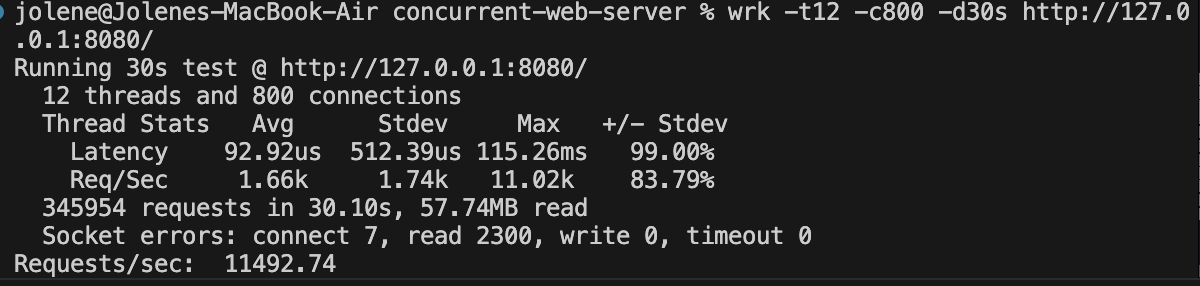 jolene@Jolenes-MacBook-Air concurrent-web-server % wrk -t12 -c800 -d30s http://127.0
.0.1:8080/
Running 30s test @ http://127.0.0.1:8080/
  12 threads and 800 connections
  Thread Stats   Avg      Stdev     Max   +/- Stdev
    Latency    92.92us  512.39us 115.26ms   99.00%
    Req/Sec     1.66k     1.74k   11.02k    83.79%
  345954 requests in 30.10s, 57.74MB read
  Socket errors: connect 7, read 2300, write 0, timeout 0
Requests/sec:  11492.74